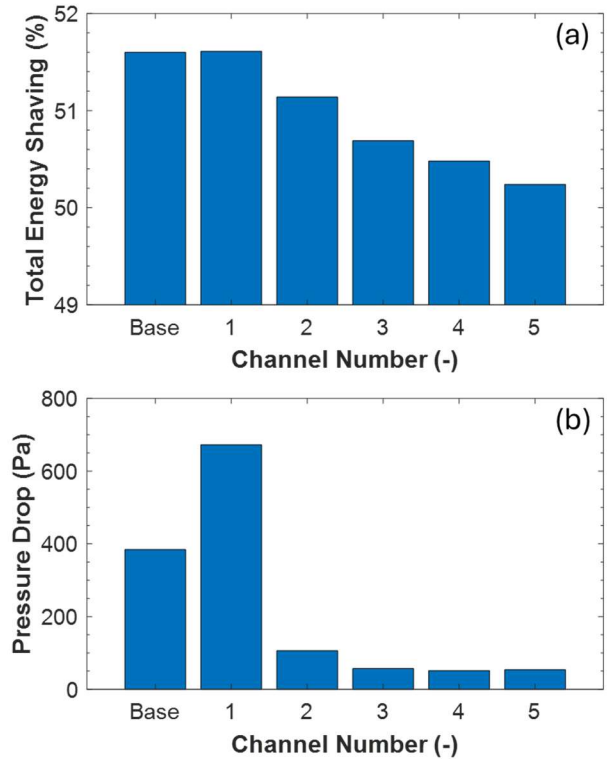 (a)
Total Energy Shaving (%)
52
51
50
49
Base 1 2 3 4 5
Channel Number (-)
(b)
Pressure Drop (Pa)
800
600
400
200
0
Base 1 2 3 4 5
Channel Number (-)